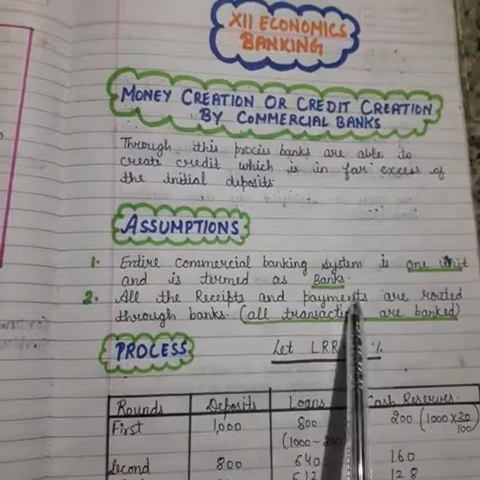 XII ECONOMICS
BANKING
MONEY CREATION OR CREDIT CREATION
BY COMMERCIAL BANKS
Through this process banks are able to
create credit which is in far excess of
the initial deposits
ASSUMPTIONS
1. Entire commercial banking system is one unit
and is termed as Banks.
2. All the Receipts and payments are routed
through banks. (all transacti are banked)
PROCESS
Let LRR %
Rounds Deposits Loans Cash Reserves
First 1,000 800 200 (1000 × 20/100)
(1000 -
Second 800 640 160
512 128